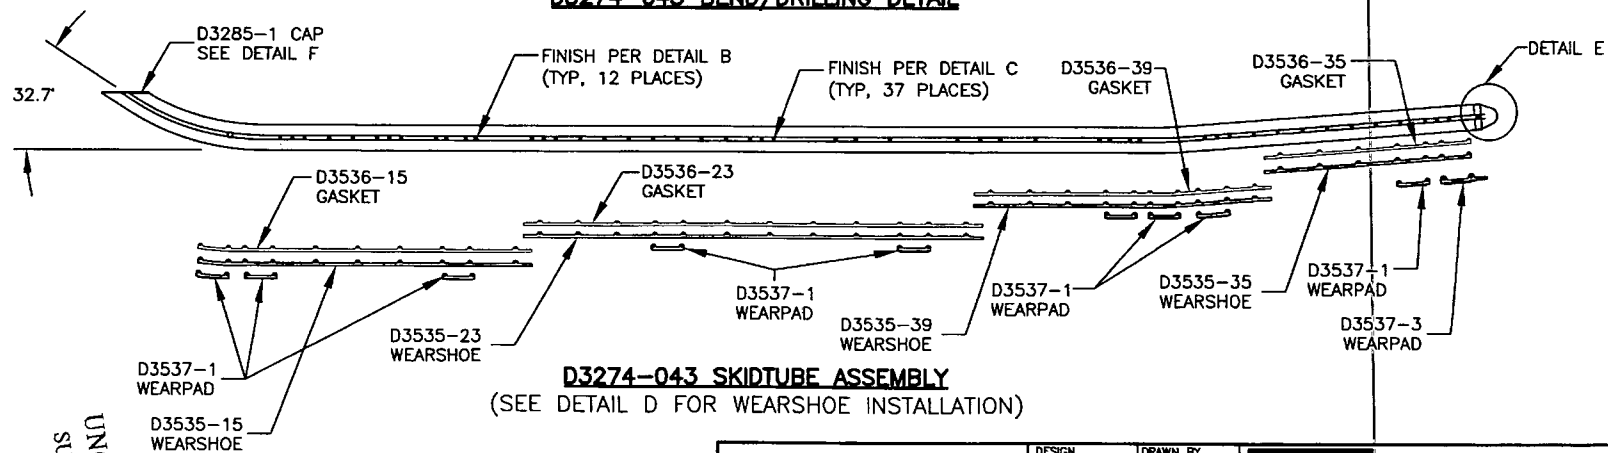 D3274-043 BEND/DRILLING DETAIL
D3285-1 CAP
SEE DETAIL F
FINISH PER DETAIL B
(TYP, 12 PLACES)
FINISH PER DETAIL C
(TYP, 37 PLACES)
D3536-39
GASKET
D3536-35
GASKET
DETAIL E
32.7°
D3536-15
GASKET
D3536-23
GASKET
D3537-1
WEARPAD
D3535-15
WEARSHOE
D3535-23
WEARSHOE
D3537-1
WEARPAD
D3535-39
WEARSHOE
D3537-1
WEARPAD
D3535-35
WEARSHOE
D3537-1
WEARPAD
D3537-3
WEARPAD
D3274-043 SKIDTUBE ASSEMBLY
(SEE DETAIL D FOR WEARSHOE INSTALLATION)
DESIGN
DRAWN BY